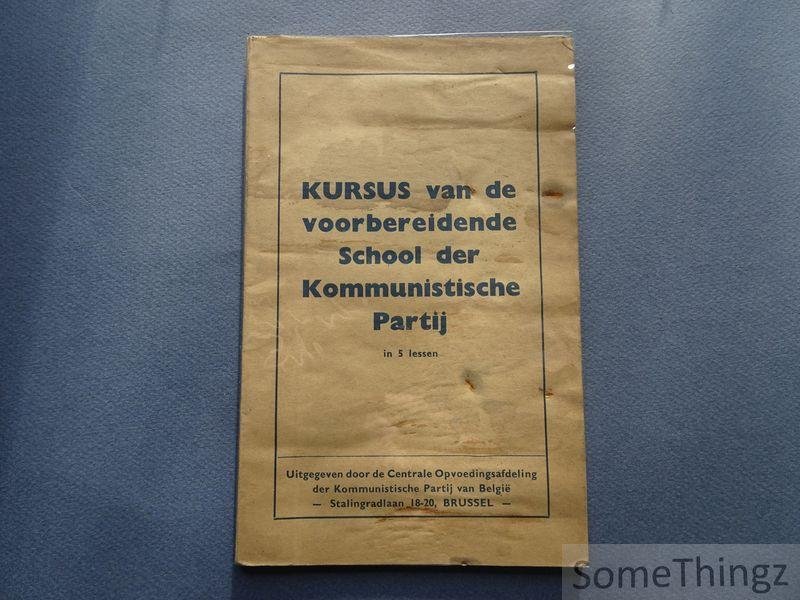 KURSUS van de
voorbereidende
School der
Kommunistische
Partij
in 5 lessen
Uitgegeven door de Centrale Opvoedingsafdeling
der Kommunistische Partij van België
— Stalingradlaan 18-20, BRUSSEL —
SomeThingz